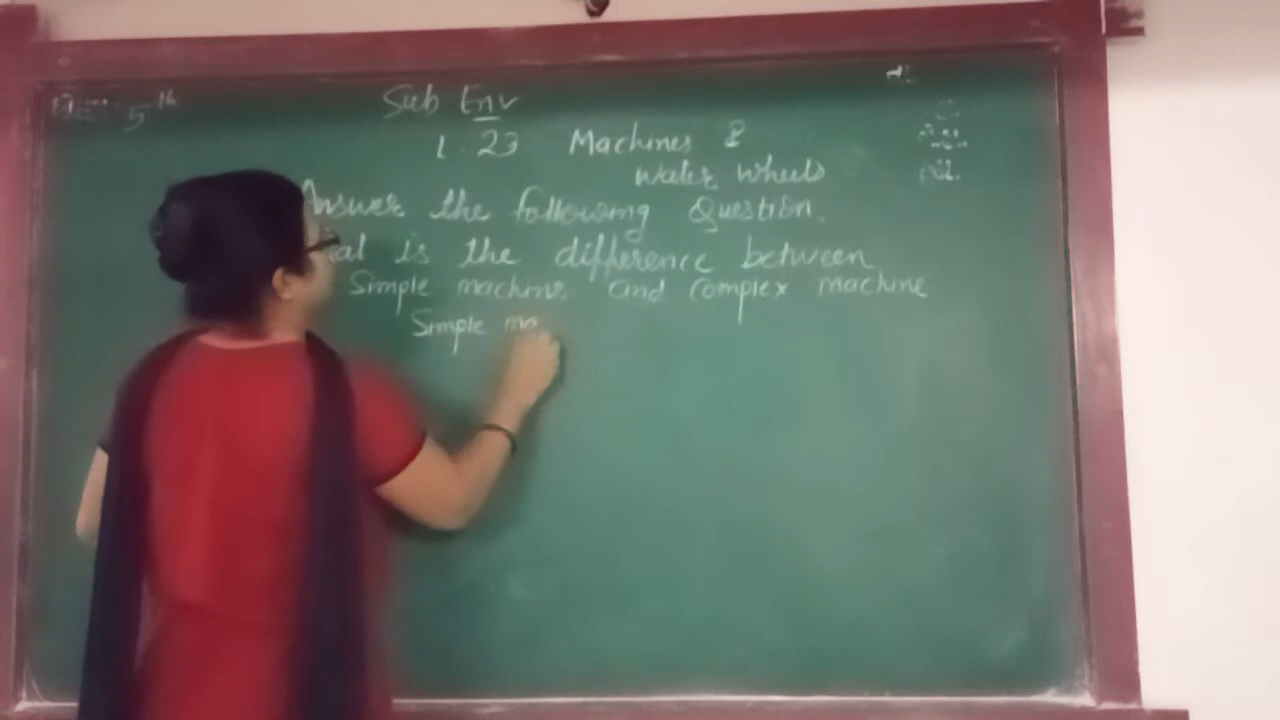 5th
Sub Env
L-23 Machines &
Water Wheels
Answer the following Question.
is the difference between
Simple machine and Complex machine
Simple